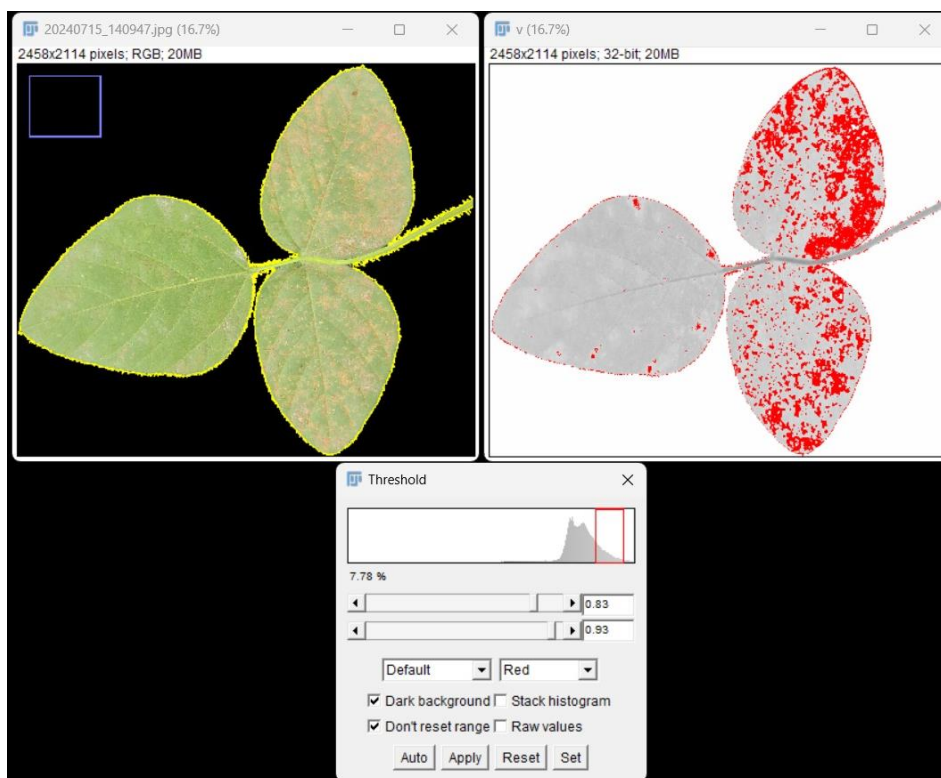 20240715_140947.jpg (16.7%)
2458x2114 pixels; RGB; 20MB
v (16.7%)
2458x2114 pixels; 32-bit; 20MB
Threshold
7.78 %
0.83
0.93
Default Red
Dark background Stack histogram
Don't reset range Raw values
Auto Apply Reset Set